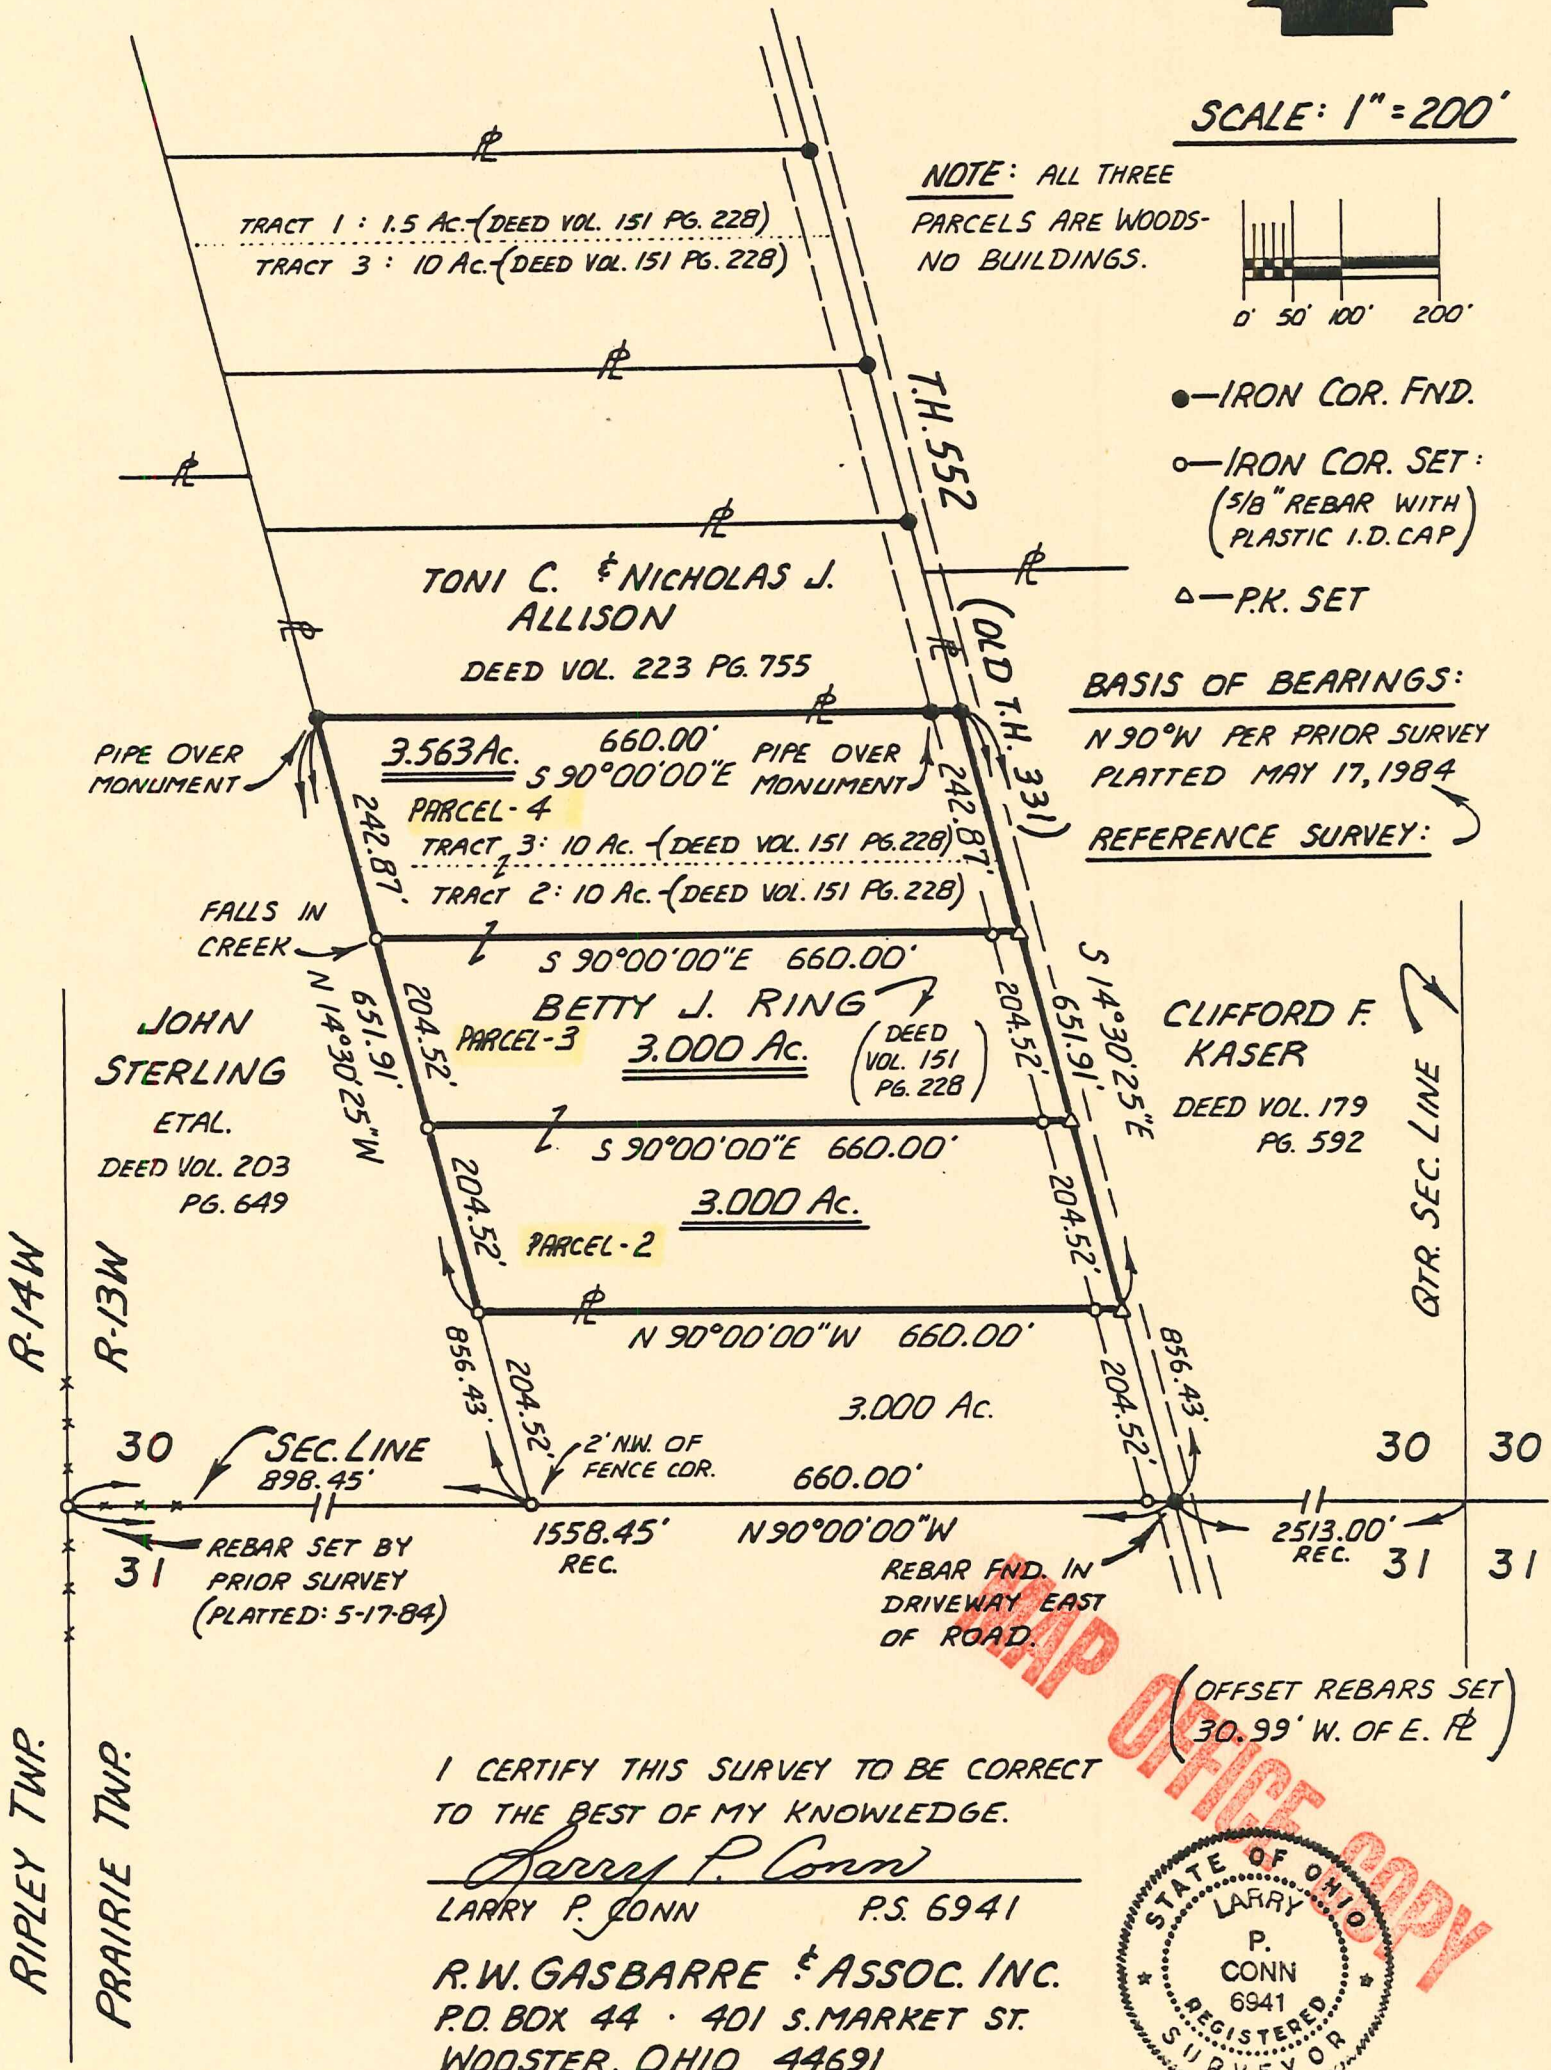 SCALE: 1"=200'
NOTE: ALL THREE
PARCELS ARE WOODS-
NO BUILDINGS.
0' 50' 100' 200'
●—IRON COR. FND.
○—IRON COR. SET:
(5/8" REBAR WITH
PLASTIC I.D. CAP)
△—P.K. SET
BASIS OF BEARINGS:
N 90°W PER PRIOR SURVEY
PLATTED MAY 17, 1984
REFERENCE SURVEY:
PL
TRACT 1 : 1.5 AC.-(DEED VOL. 151 PG. 228)
TRACT 3 : 10 AC.-(DEED VOL. 151 PG. 228)
PL
PL
PL
T.H. 552
(OLD T.H. 331)
PL
TONI C. & NICHOLAS J.
ALLISON
DEED VOL. 223 PG. 755
PL
PL
PL
PIPE OVER
MONUMENT
3.563 Ac.
660.00'
S 90°00'00"E
PIPE OVER
MONUMENT
PARCEL-4
242.87'
242.87'
TRACT 3: 10 AC.-(DEED VOL. 151 PG. 228)
TRACT 2: 10 AC.-(DEED VOL. 151 PG. 228)
FALLS IN
CREEK
S 90°00'00"E 660.00'
N 14°30'25"W
651.91'
204.52'
JOHN
STERLING
ETAL.
DEED VOL. 203
PG. 649
BETTY J. RING
PARCEL-3
3.000 Ac.
(DEED
VOL. 151
PG. 228)
204.52'
651.91'
S 14°30'25"E
CLIFFORD F.
KASER
DEED VOL. 179
PG. 592
QTR. SEC. LINE
S 90°00'00"E 660.00'
204.52'
3.000 Ac.
PARCEL-2
204.52'
PL
N 90°00'00"W 660.00'
856.43'
204.52'
3.000 Ac.
204.52'
856.43'
R-14W
R-13W
30
SEC. LINE
898.45'
2' N.W. OF
FENCE COR.
660.00'
30
30
1558.45'
REC.
N 90°00'00"W
2513.00'
REC.
31
31
31
REBAR SET BY
PRIOR SURVEY
(PLATTED: 5-17-84)
REBAR FND. IN
DRIVEWAY EAST
OF ROAD.
(OFFSET REBARS SET
30.99' W. OF E. PL)
MAP OFFICE COPY
RIPLEY TWP.
PRAIRIE TWP.
I CERTIFY THIS SURVEY TO BE CORRECT
TO THE BEST OF MY KNOWLEDGE.
Larry P. Conn
LARRY P. CONN P.S. 6941
R.W. GASBARRE & ASSOC. INC.
P.O. BOX 44 · 401 S. MARKET ST.
WOOSTER, OHIO 44691
STATE OF OHIO
LARRY
P.
CONN
6941
REGISTERED
SURVEYOR